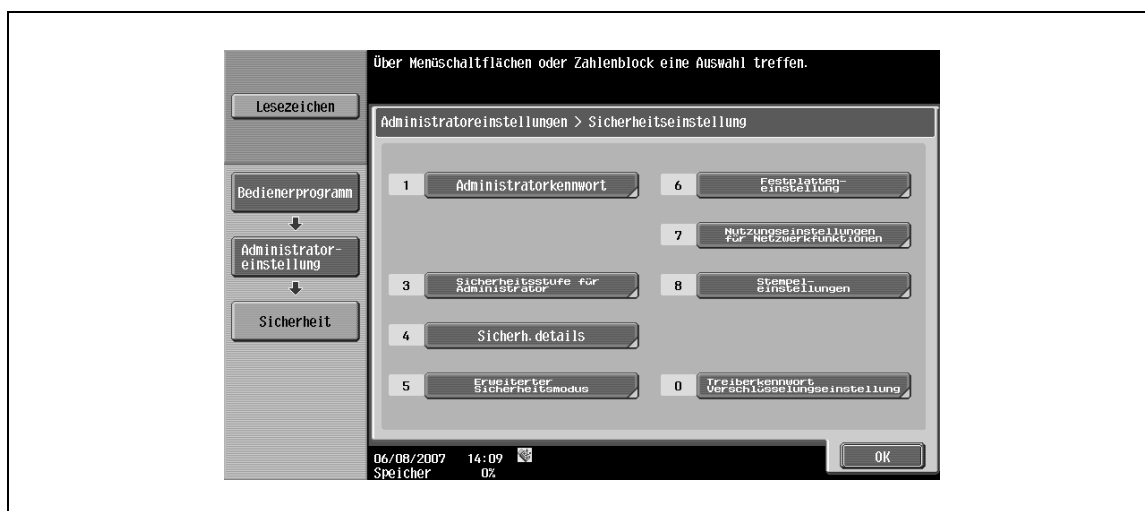 Über Menüschaltflächen oder Zahlenblock eine Auswahl treffen.
Lesezeichen
Administratoreinstellungen > Sicherheitseinstellung
Bedienerprogramm
Administrator-
einstellung
Sicherheit
1 Administratorkennwort
3 Sicherheitsstufe für
Administrator
4 Sicherh.details
5 Erweiterter
Sicherheitsmodus
6 Festplatten-
einstellung
7 Nutzungseinstellungen
für Netzwerkfunktionen
8 Stempel-
einstellungen
0 Treiberkennwort
Verschlüsselungseinstellung
06/08/2007 14:09
Speicher 0%
OK